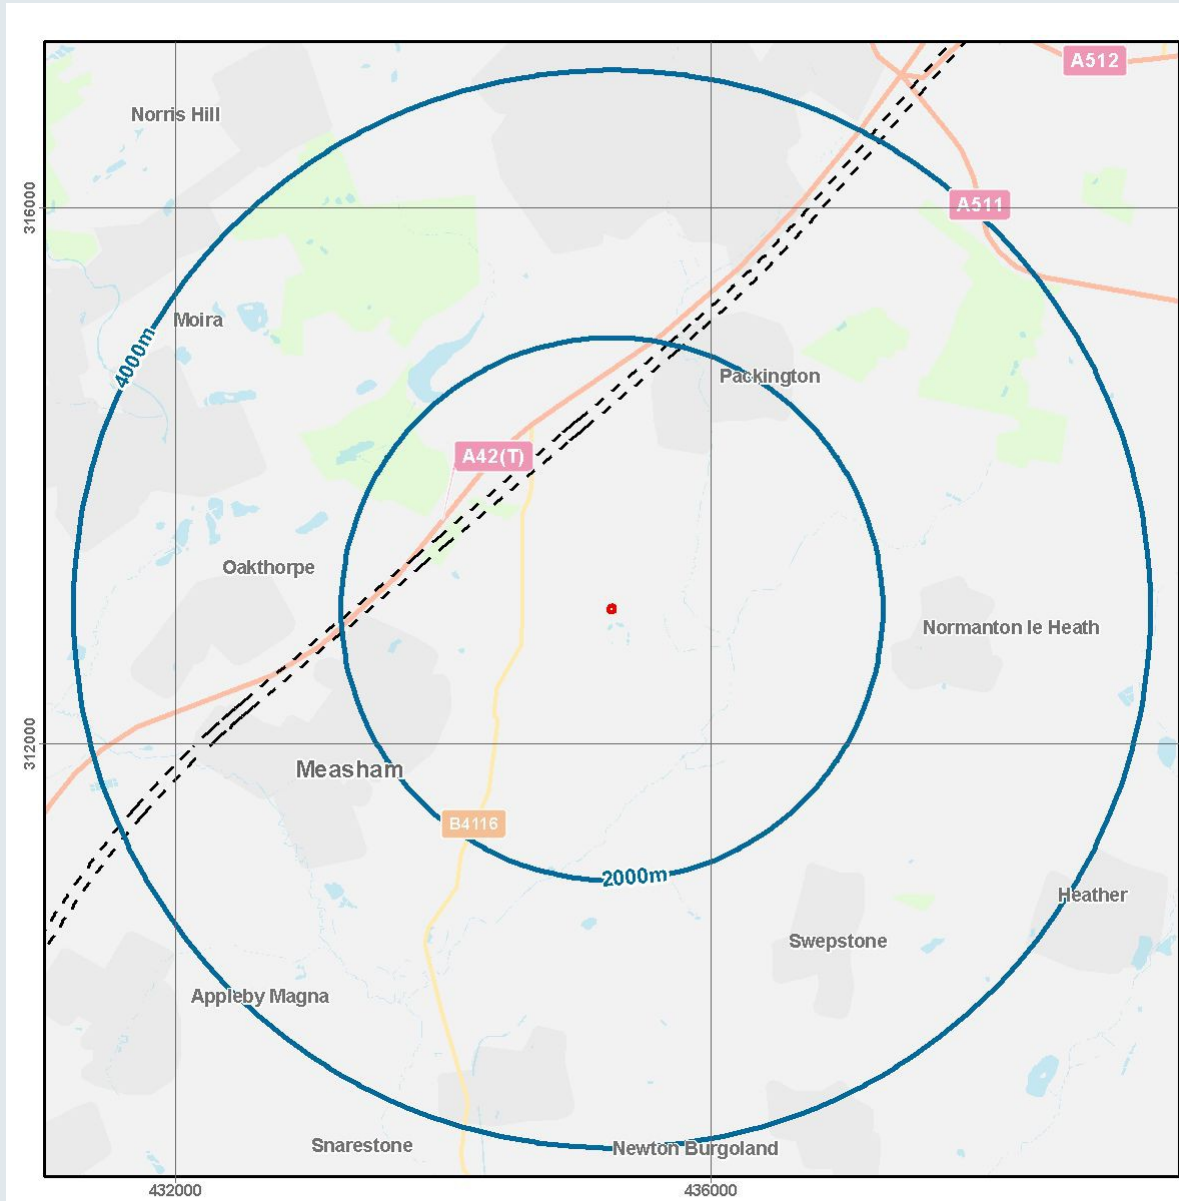 A512
Norris Hill
316000
A511
Moira
4000m
Packington
A42(T)
Oakthorpe
Normanton le Heath
312000
Measham
B4116
2000m
Heather
Swepstone
Appleby Magna
Snarestone
Newton Burgoland
432000
436000